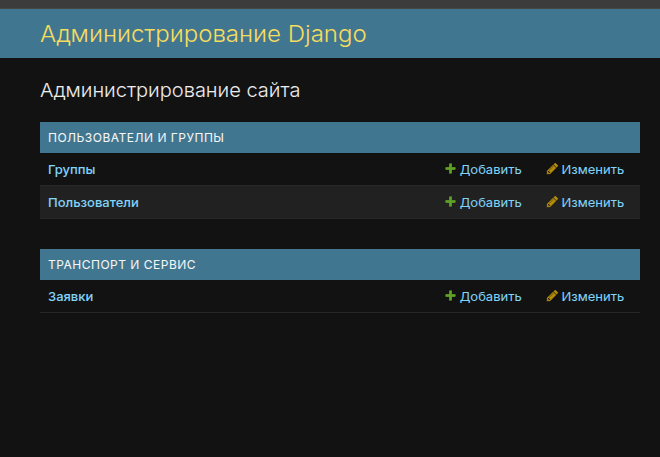 Администрирование Django
Администрирование сайта
ПОЛЬЗОВАТЕЛИ И ГРУППЫ
Группы Добавить Изменить
Пользователи Добавить Изменить
ТРАНСПОРТ И СЕРВИС
Заявки Добавить Изменить